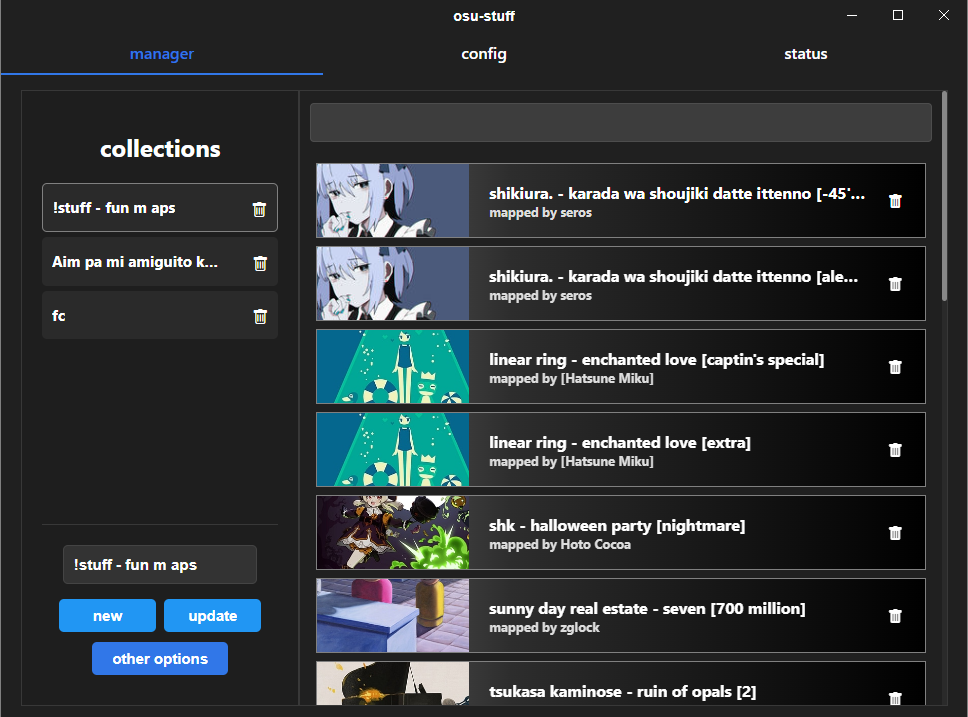 osu-stuff
manager
config
status
collections
!stuff - fun m aps
Aim pa mi amiguito k...
fc
!stuff - fun m aps
new
update
other options
shikiura. - karada wa shoujiki datte ittenno [-45'...
mapped by seros
shikiura. - karada wa shoujiki datte ittenno [ale...
mapped by seros
linear ring - enchanted love [captin's special]
mapped by [Hatsune Miku]
linear ring - enchanted love [extra]
mapped by [Hatsune Miku]
shk - halloween party [nightmare]
mapped by Hoto Cocoa
sunny day real estate - seven [700 million]
mapped by zglock
tsukasa kaminose - ruin of opals [2]